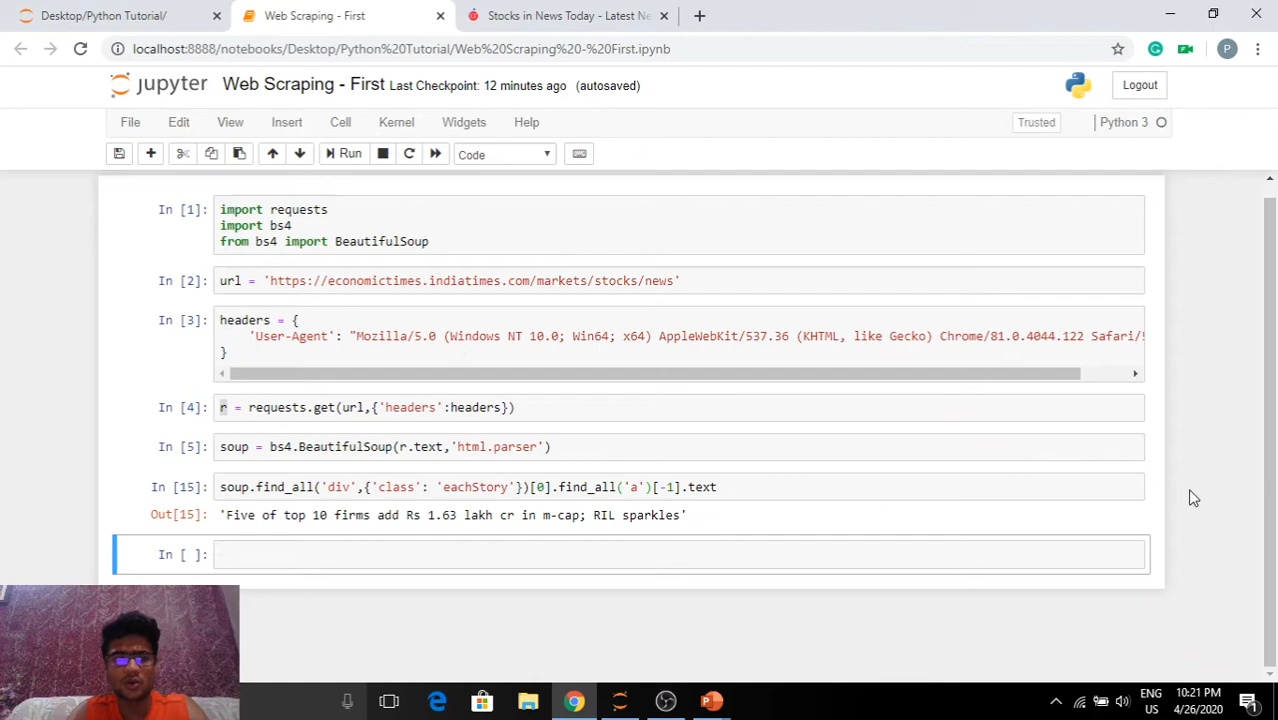 Desktop/Python Tutorial/
Web Scraping - First
Stocks in News Today - Latest Ne
localhost:8888/notebooks/Desktop/Python%20Tutorial/Web%20Scraping%20-%20First.ipynb
P
jupyter Web Scraping - First Last Checkpoint: 12 minutes ago (autosaved)
Logout
File Edit View Insert Cell Kernel Widgets Help
Trusted
Python 3
Run
Code
In [1]: import requests
import bs4
from bs4 import BeautifulSoup
In [2]: url = 'https://economictimes.indiatimes.com/markets/stocks/news'
In [3]: headers = {
'User-Agent': "Mozilla/5.0 (Windows NT 10.0; Win64; x64) AppleWebKit/537.36 (KHTML, like Gecko) Chrome/81.0.4044.122 Safari/
}
In [4]: r = requests.get(url,{'headers':headers})
In [5]: soup = bs4.BeautifulSoup(r.text,'html.parser')
In [15]: soup.find_all('div',{'class': 'eachStory'})[0].find_all('a')[-1].text
Out[15]: 'Five of top 10 firms add Rs 1.63 lakh cr in m-cap; RIL sparkles'
In [ ]:
ENG
US
10:21 PM
4/26/2020
1